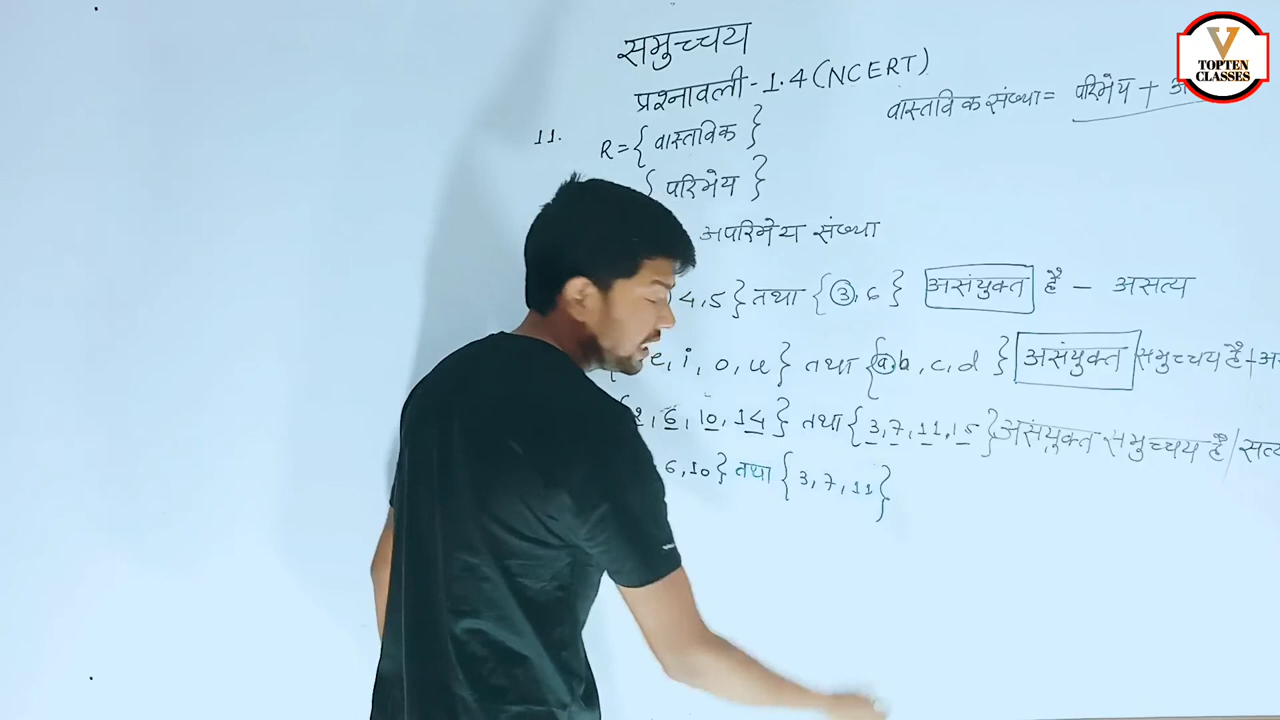 समुच्चय
प्रश्नावली - 1.4 (NCERT)
वास्तविक संख्या = परिमेय + अ
11. R = { वास्तविक }
{ परिमेय }
अपरिमेय संख्या
4, 5 } तथा { 3, 6 } असंयुक्त है - असत्य
e, i, o, u } तथा { a, b, c, d } असंयुक्त समुच्चय है
2, 6, 10, 14 } तथा { 3, 7, 11, 15 } असंयुक्त समुच्चय है / सत्य
6, 10 } तथा { 3, 7, 11 }
V
TOPTEN
CLASSES